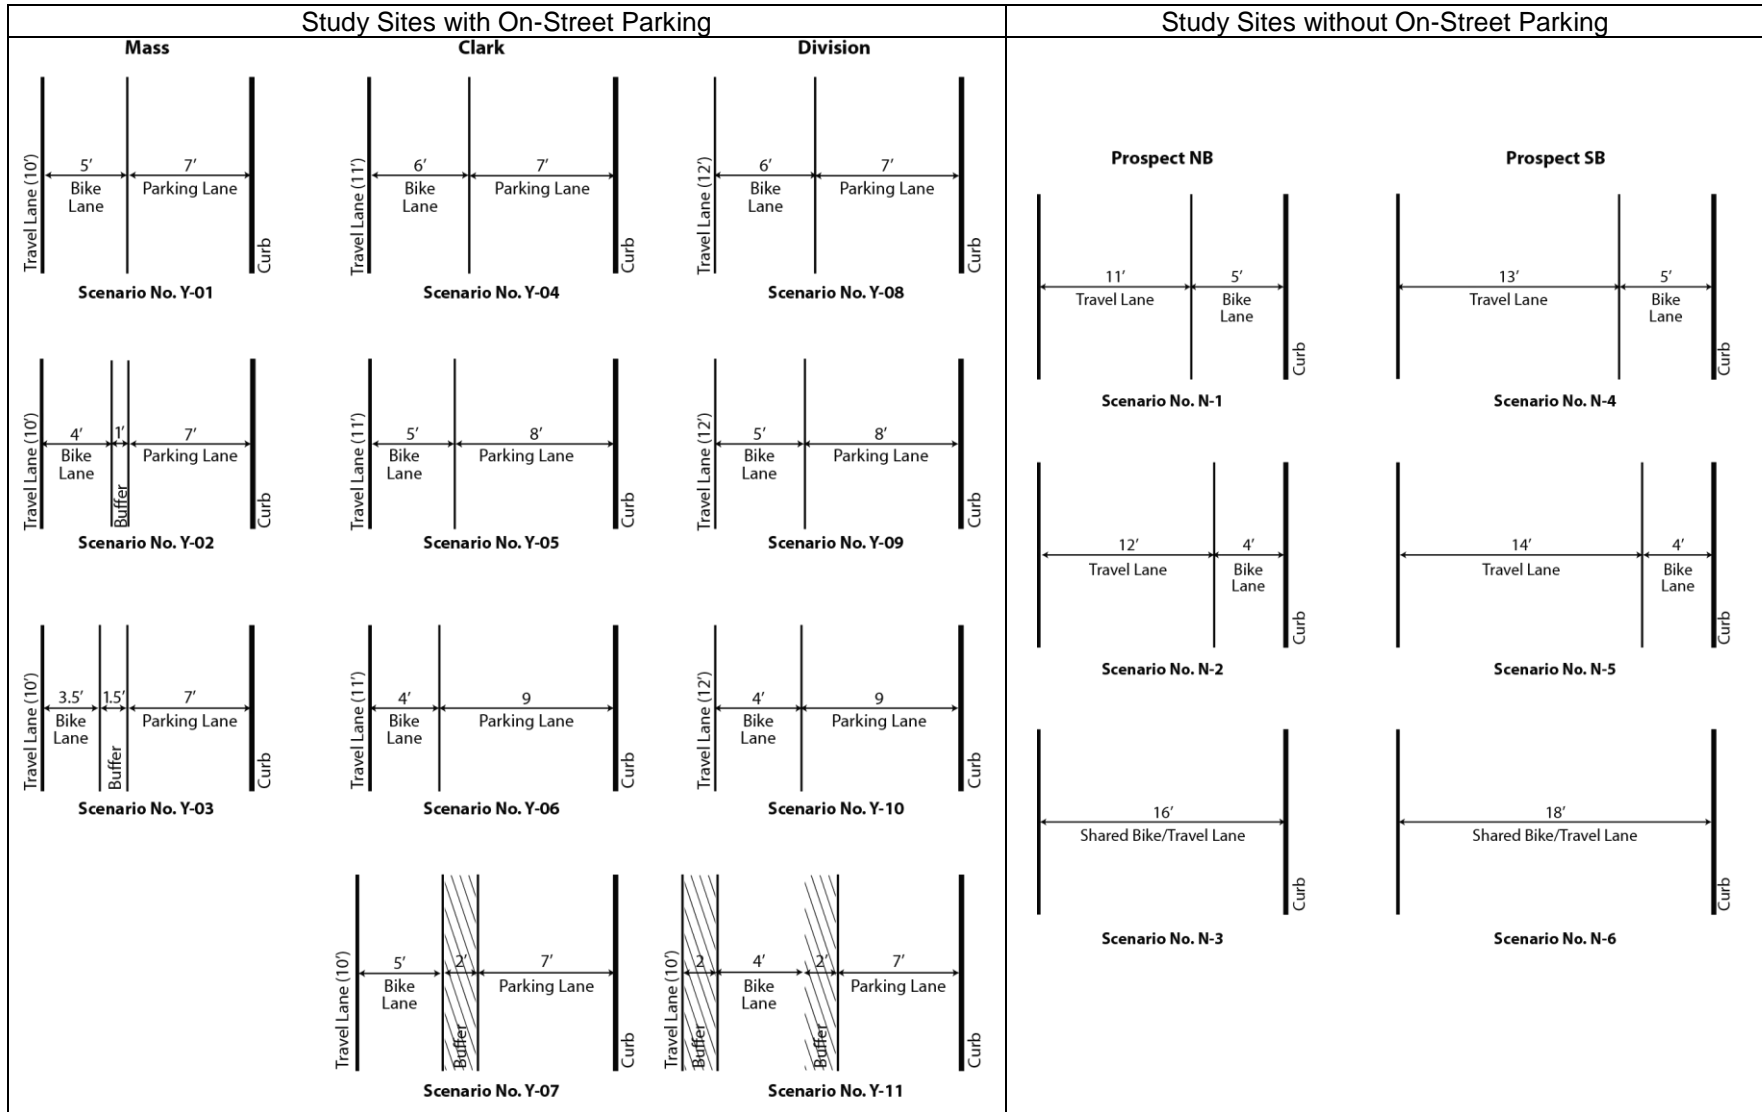 Study Sites with On-Street Parking
Study Sites without On-Street Parking
Mass
Clark
Division
Travel Lane (10')
5'
Bike
Lane
7'
Parking Lane
Curb
Scenario No. Y-01
Travel Lane (11')
6'
Bike
Lane
7'
Parking Lane
Curb
Scenario No. Y-04
Travel Lane (12')
6'
Bike
Lane
7'
Parking Lane
Curb
Scenario No. Y-08
Travel Lane (10')
4'
Bike
Lane
1'
Buffer
7'
Parking Lane
Curb
Scenario No. Y-02
Travel Lane (11')
5'
Bike
Lane
8'
Parking Lane
Curb
Scenario No. Y-05
Travel Lane (12')
5'
Bike
Lane
8'
Parking Lane
Curb
Scenario No. Y-09
Travel Lane (10')
3.5'
Bike
Lane
1.5'
Buffer
7'
Parking Lane
Curb
Scenario No. Y-03
Travel Lane (11')
4'
Bike
Lane
9
Parking Lane
Curb
Scenario No. Y-06
Travel Lane (12')
4'
Bike
Lane
9
Parking Lane
Curb
Scenario No. Y-10
Travel Lane (10')
5'
Bike
Lane
2'
Buffer
7'
Parking Lane
Curb
Scenario No. Y-07
Travel Lane (10')
2
Buffer
4'
Bike
Lane
2'
Buffer
7'
Parking Lane
Curb
Scenario No. Y-11
Prospect NB
Prospect SB
11'
Travel Lane
5'
Bike
Lane
Curb
Scenario No. N-1
13'
Travel Lane
5'
Bike
Lane
Curb
Scenario No. N-4
12'
Travel Lane
4'
Bike
Lane
Curb
Scenario No. N-2
14'
Travel Lane
4'
Bike
Lane
Curb
Scenario No. N-5
16'
Shared Bike/Travel Lane
Curb
Scenario No. N-3
18'
Shared Bike/Travel Lane
Curb
Scenario No. N-6